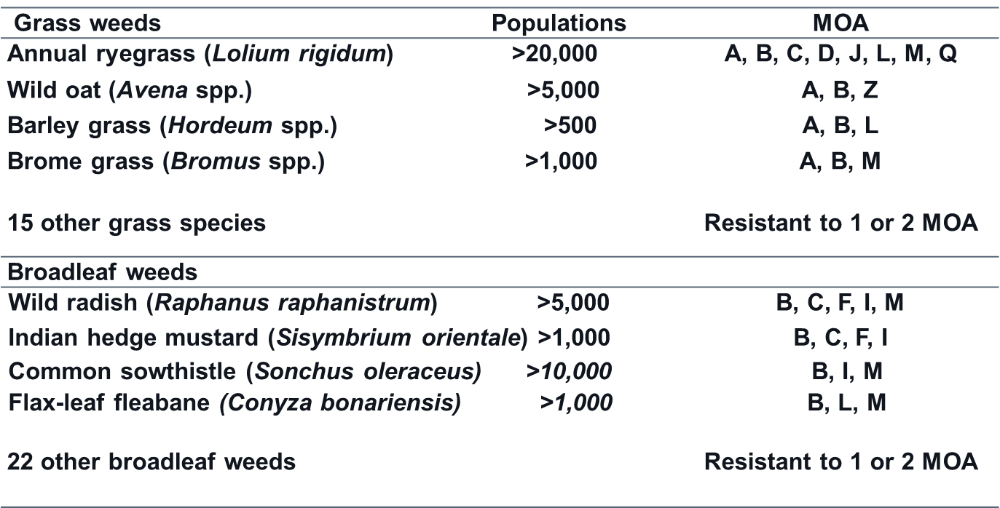 Grass weeds Populations MOA
Annual ryegrass (Lolium rigidum) >20,000 A, B, C, D, J, L, M, Q
Wild oat (Avena spp.) >5,000 A, B, Z
Barley grass (Hordeum spp.) >500 A, B, L
Brome grass (Bromus spp.) >1,000 A, B, M
15 other grass species Resistant to 1 or 2 MOA
Broadleaf weeds
Wild radish (Raphanus raphanistrum) >5,000 B, C, F, I, M
Indian hedge mustard (Sisymbrium orientale) >1,000 B, C, F, I
Common sowthistle (Sonchus oleraceus) >10,000 B, I, M
Flax-leaf fleabane (Conyza bonariensis) >1,000 B, L, M
22 other broadleaf weeds Resistant to 1 or 2 MOA